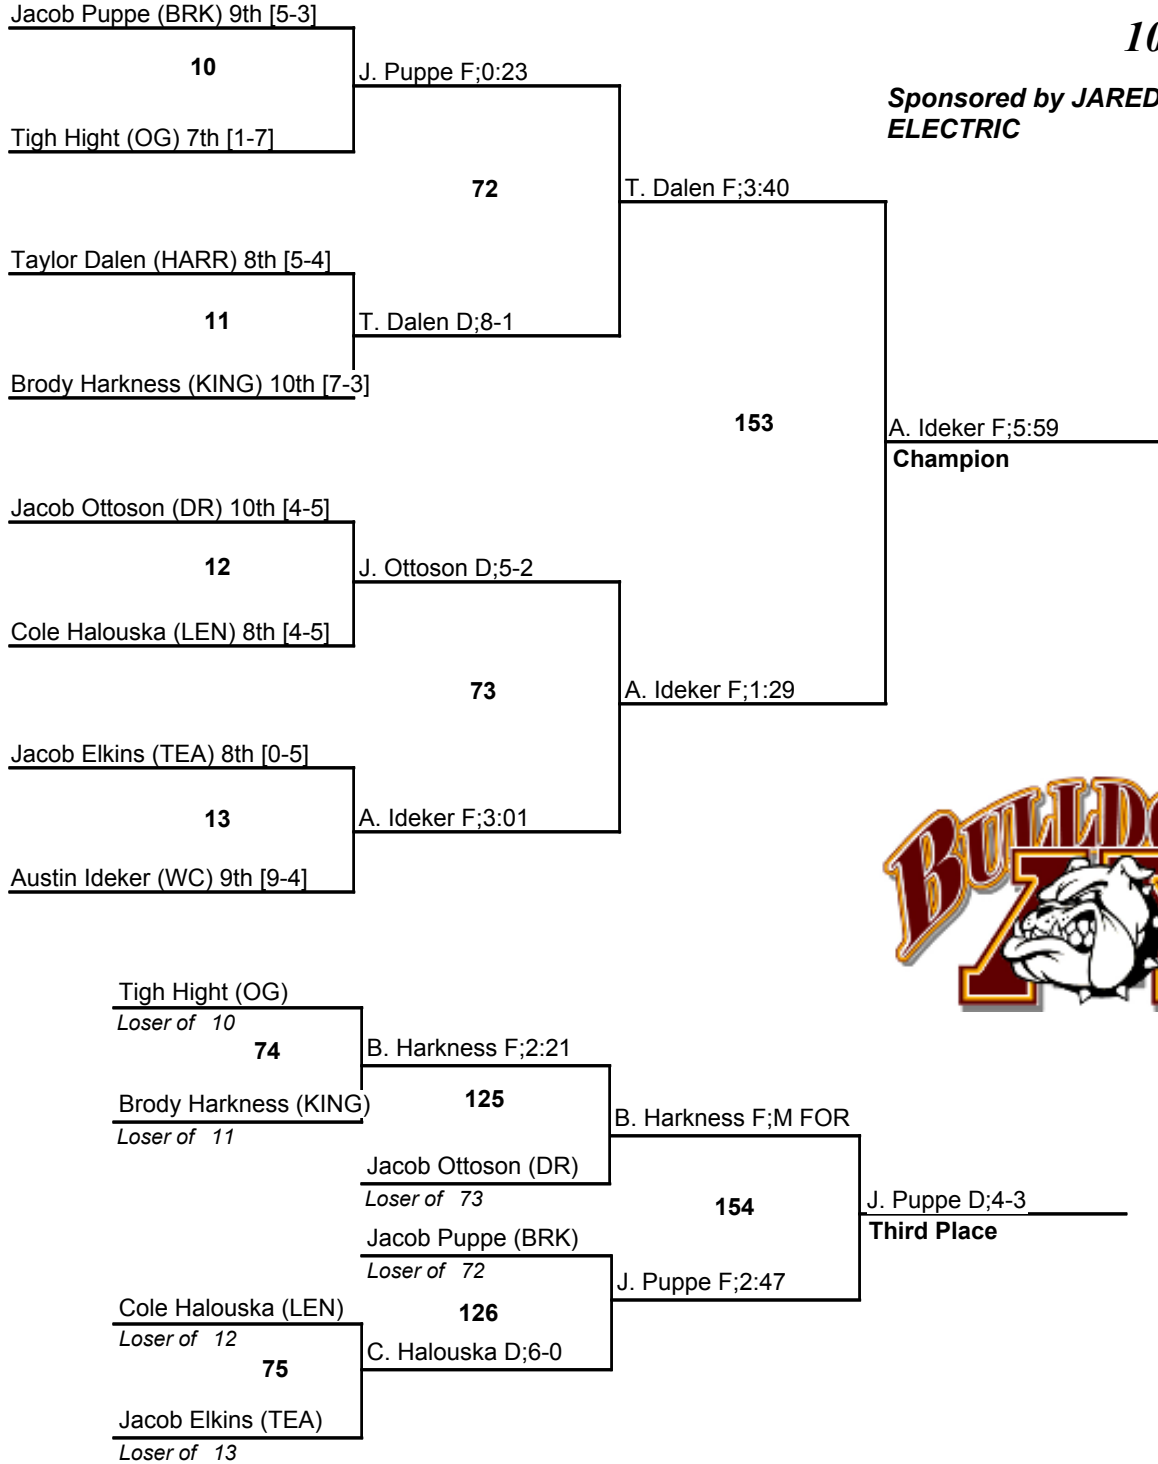 Jacob Puppe (BRK) 9th [5-3]
10
10
J. Puppe F;0:23
Sponsored by JARED
ELECTRIC
Tigh Hight (OG) 7th [1-7]
72
T. Dalen F;3:40
Taylor Dalen (HARR) 8th [5-4]
11
T. Dalen D;8-1
Brody Harkness (KING) 10th [7-3]
153
A. Ideker F;5:59
Champion
Jacob Ottoson (DR) 10th [4-5]
12
J. Ottoson D;5-2
Cole Halouska (LEN) 8th [4-5]
73
A. Ideker F;1:29
Jacob Elkins (TEA) 8th [0-5]
13
A. Ideker F;3:01
Austin Ideker (WC) 9th [9-4]
Tigh Hight (OG)
Loser of 10
74
B. Harkness F;2:21
Brody Harkness (KING)
Loser of 11
125
B. Harkness F;M FOR
Jacob Ottoson (DR)
Loser of 73
154
J. Puppe D;4-3
Third Place
Jacob Puppe (BRK)
Loser of 72
J. Puppe F;2:47
Cole Halouska (LEN)
Loser of 12
126
75
C. Halouska D;6-0
Jacob Elkins (TEA)
Loser of 13